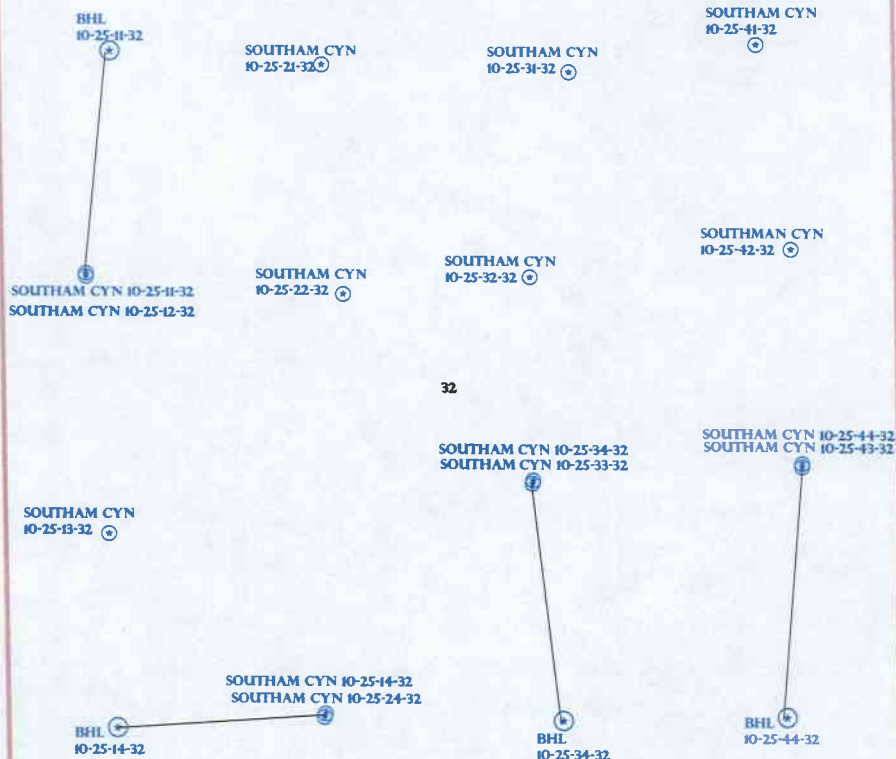 BHL
10-25-11-32
SOUTHAM CYN
10-25-21-32
SOUTHAM CYN
10-25-31-32
SOUTHAM CYN
10-25-41-32
SOUTHAM CYN 10-25-11-32
SOUTHAM CYN 10-25-12-32
SOUTHAM CYN
10-25-22-32
SOUTHAM CYN
10-25-32-32
SOUTHMAN CYN
10-25-42-32
32
SOUTHAM CYN
10-25-13-32
SOUTHAM CYN 10-25-34-32
SOUTHAM CYN 10-25-33-32
SOUTHAM CYN 10-25-44-32
SOUTHAM CYN 10-25-43-32
SOUTHAM CYN 10-25-14-32
SOUTHAM CYN 10-25-24-32
BHL
10-25-14-32
BHL
10-25-34-32
BHL
10-25-44-32